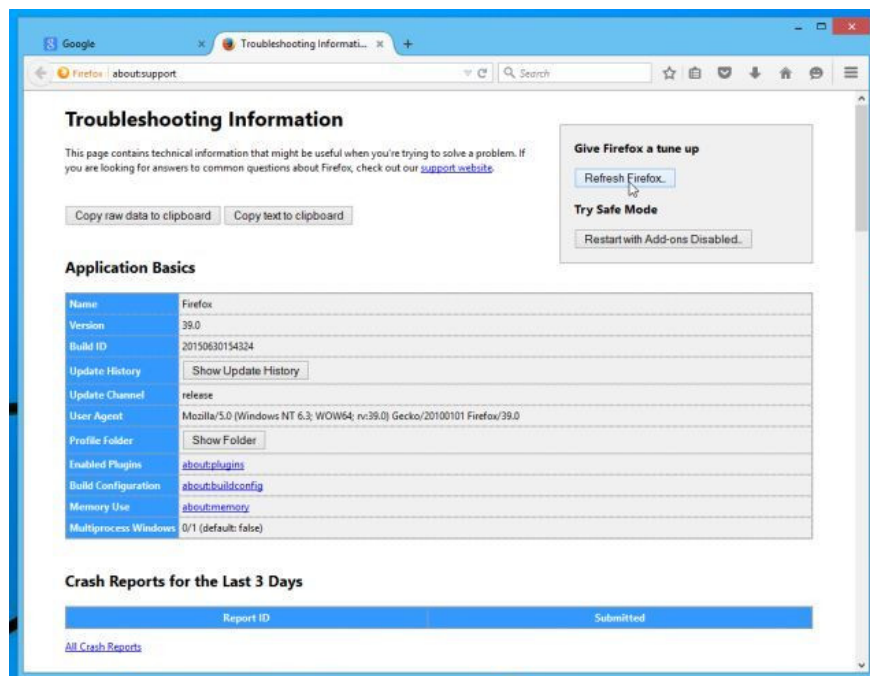 Google
Troubleshooting Informati...
Firefox
about:support
Search
Troubleshooting Information
This page contains technical information that might be useful when you're trying to solve a problem. If
you are looking for answers to common questions about Firefox, check out our support website.
Copy raw data to clipboard
Copy text to clipboard
Give Firefox a tune up
Refresh Firefox..
Try Safe Mode
Restart with Add-ons Disabled..
Application Basics
Name Firefox
Version 39.0
Build ID 20150630154324
Update History Show Update History
Update Channel release
User Agent Mozilla/5.0 (Windows NT 6.3; WOW64; rv:39.0) Gecko/20100101 Firefox/39.0
Profile Folder Show Folder
Enabled Plugins about:plugins
Build Configuration about:buildconfig
Memory Use about:memory
Multiprocess Windows 0/1 (default: false)
Crash Reports for the Last 3 Days
Report ID Submitted
All Crash Reports